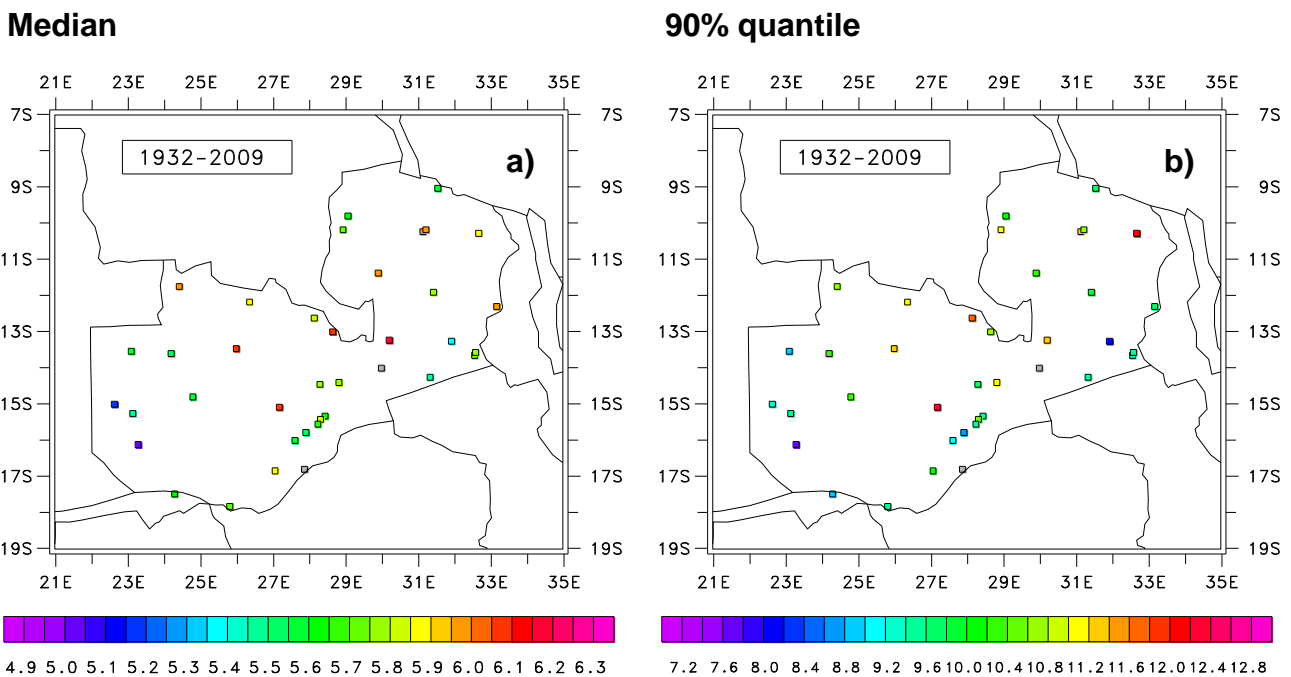 Median
90% quantile
21E 23E 25E 27E 29E 31E 33E 35E
21E 23E 25E 27E 29E 31E 33E 35E
7S 7S
7S 7S
1932-2009
a)
1932-2009
b)
9S 9S
9S 9S
11S 11S
11S 11S
13S 13S
13S 13S
15S 15S
15S 15S
17S 17S
17S 17S
19S 19S
19S 19S
21E 23E 25E 27E 29E 31E 33E 35E
21E 23E 25E 27E 29E 31E 33E 35E
4.9 5.0 5.1 5.2 5.3 5.4 5.5 5.6 5.7 5.8 5.9 6.0 6.1 6.2 6.3
7.2 7.6 8.0 8.4 8.8 9.2 9.6 10.0 10.4 10.8 11.2 11.6 12.0 12.4 12.8